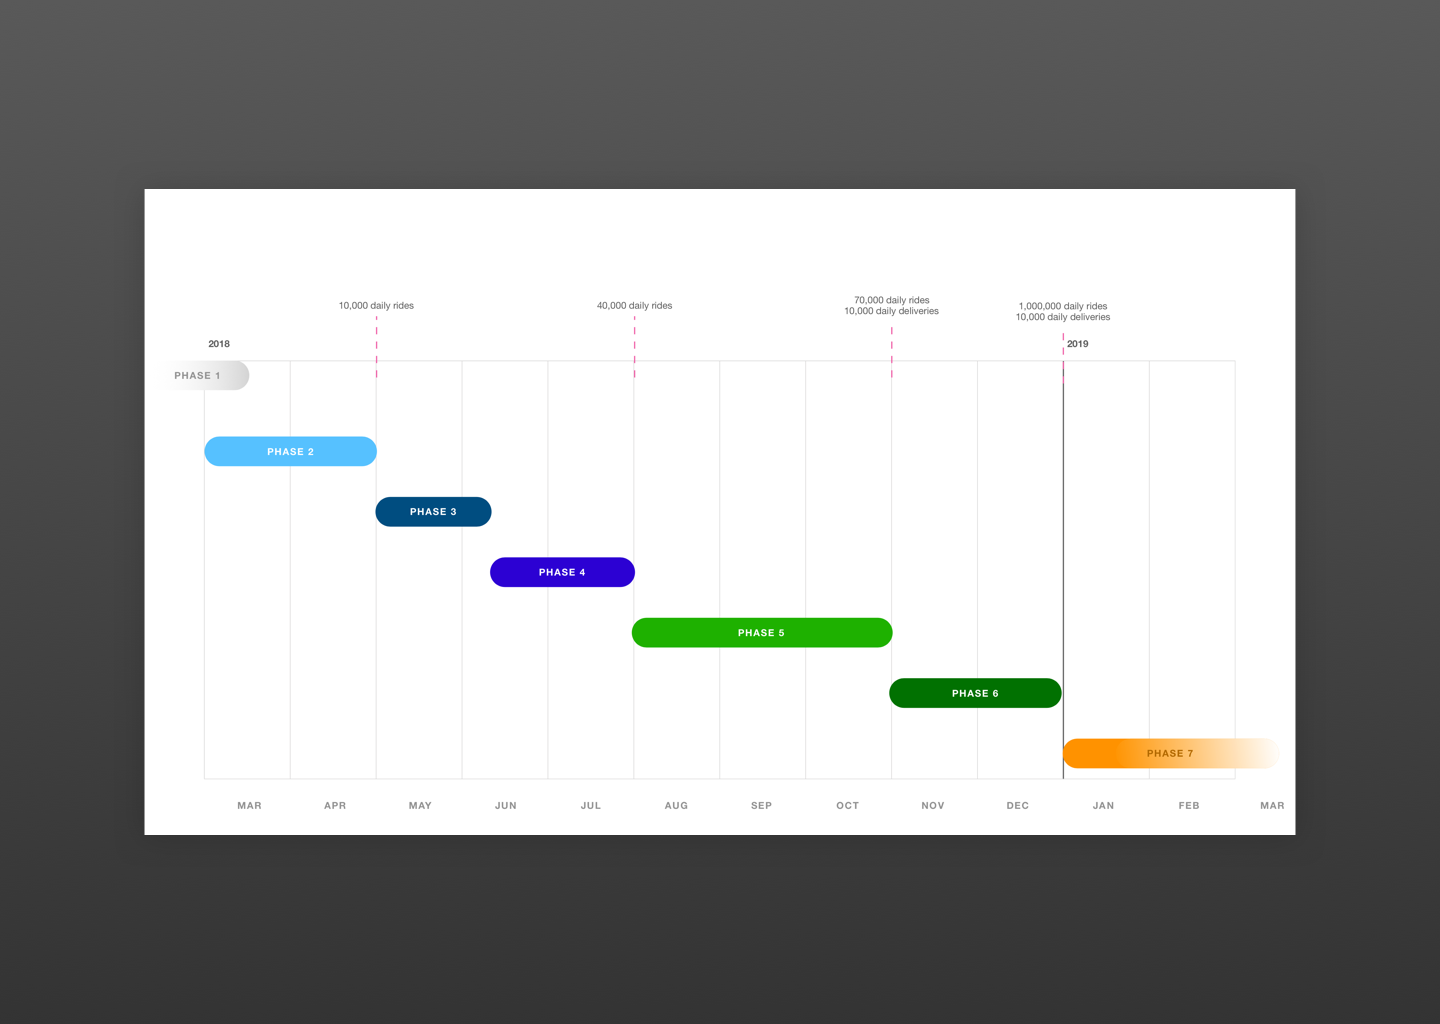 10,000 daily rides
40,000 daily rides
70,000 daily rides
10,000 daily deliveries
1,000,000 daily rides
10,000 daily deliveries
2018
2019
PHASE 1
PHASE 2
PHASE 3
PHASE 4
PHASE 5
PHASE 6
PHASE 7
MAR
APR
MAY
JUN
JUL
AUG
SEP
OCT
NOV
DEC
JAN
FEB
MAR